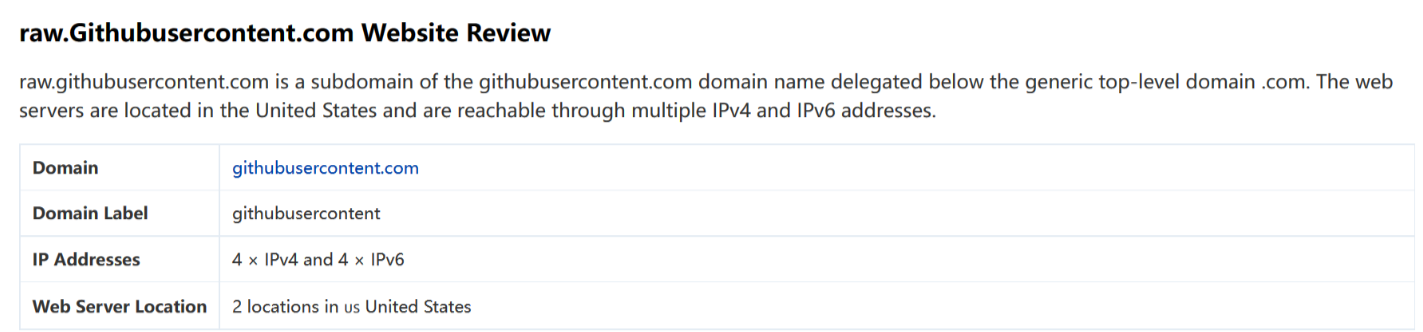 raw.Githubusercontent.com Website Review
raw.githubusercontent.com is a subdomain of the githubusercontent.com domain name delegated below the generic top-level domain .com. The web
servers are located in the United States and are reachable through multiple IPv4 and IPv6 addresses.
Domain githubusercontent.com
Domain Label githubusercontent
IP Addresses 4 × IPv4 and 4 × IPv6
Web Server Location 2 locations in us United States